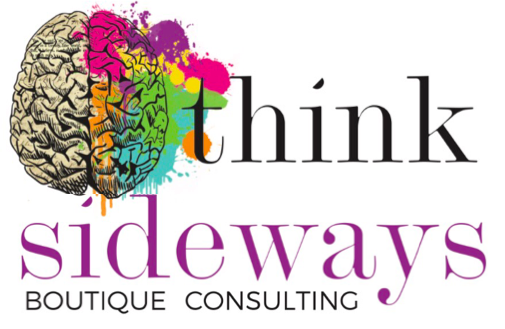 think
sideways
BOUTIQUE CONSULTING